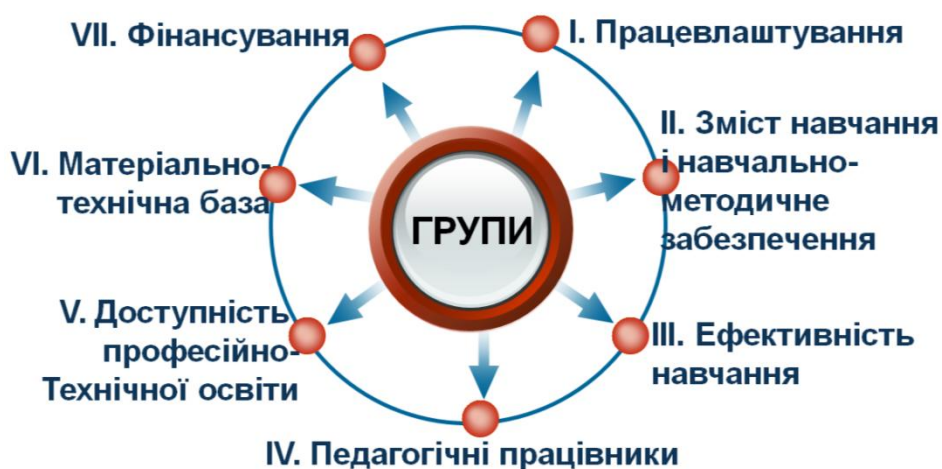 VII. Фінансування
I. Працевлаштування
II. Зміст навчання
і навчально-
методичне
забезпечення
VI. Матеріально-
технічна база
ГРУПИ
V. Доступність
професійно-
Технічної освіти
III. Ефективність
навчання
IV. Педагогічні працівники